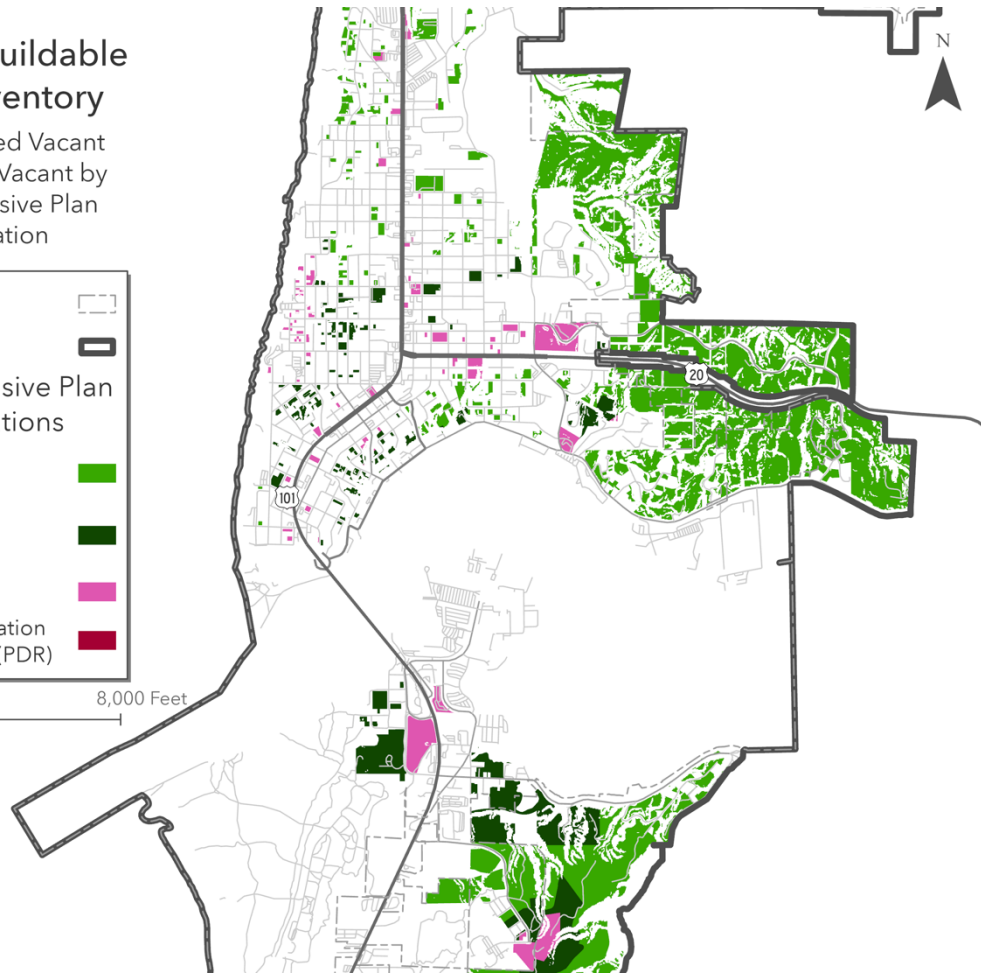 uildable
ventory
ed Vacant
Vacant by
sive Plan
ation
N
20
sive Plan
tions
101
ation
(PDR)
8,000 Feet